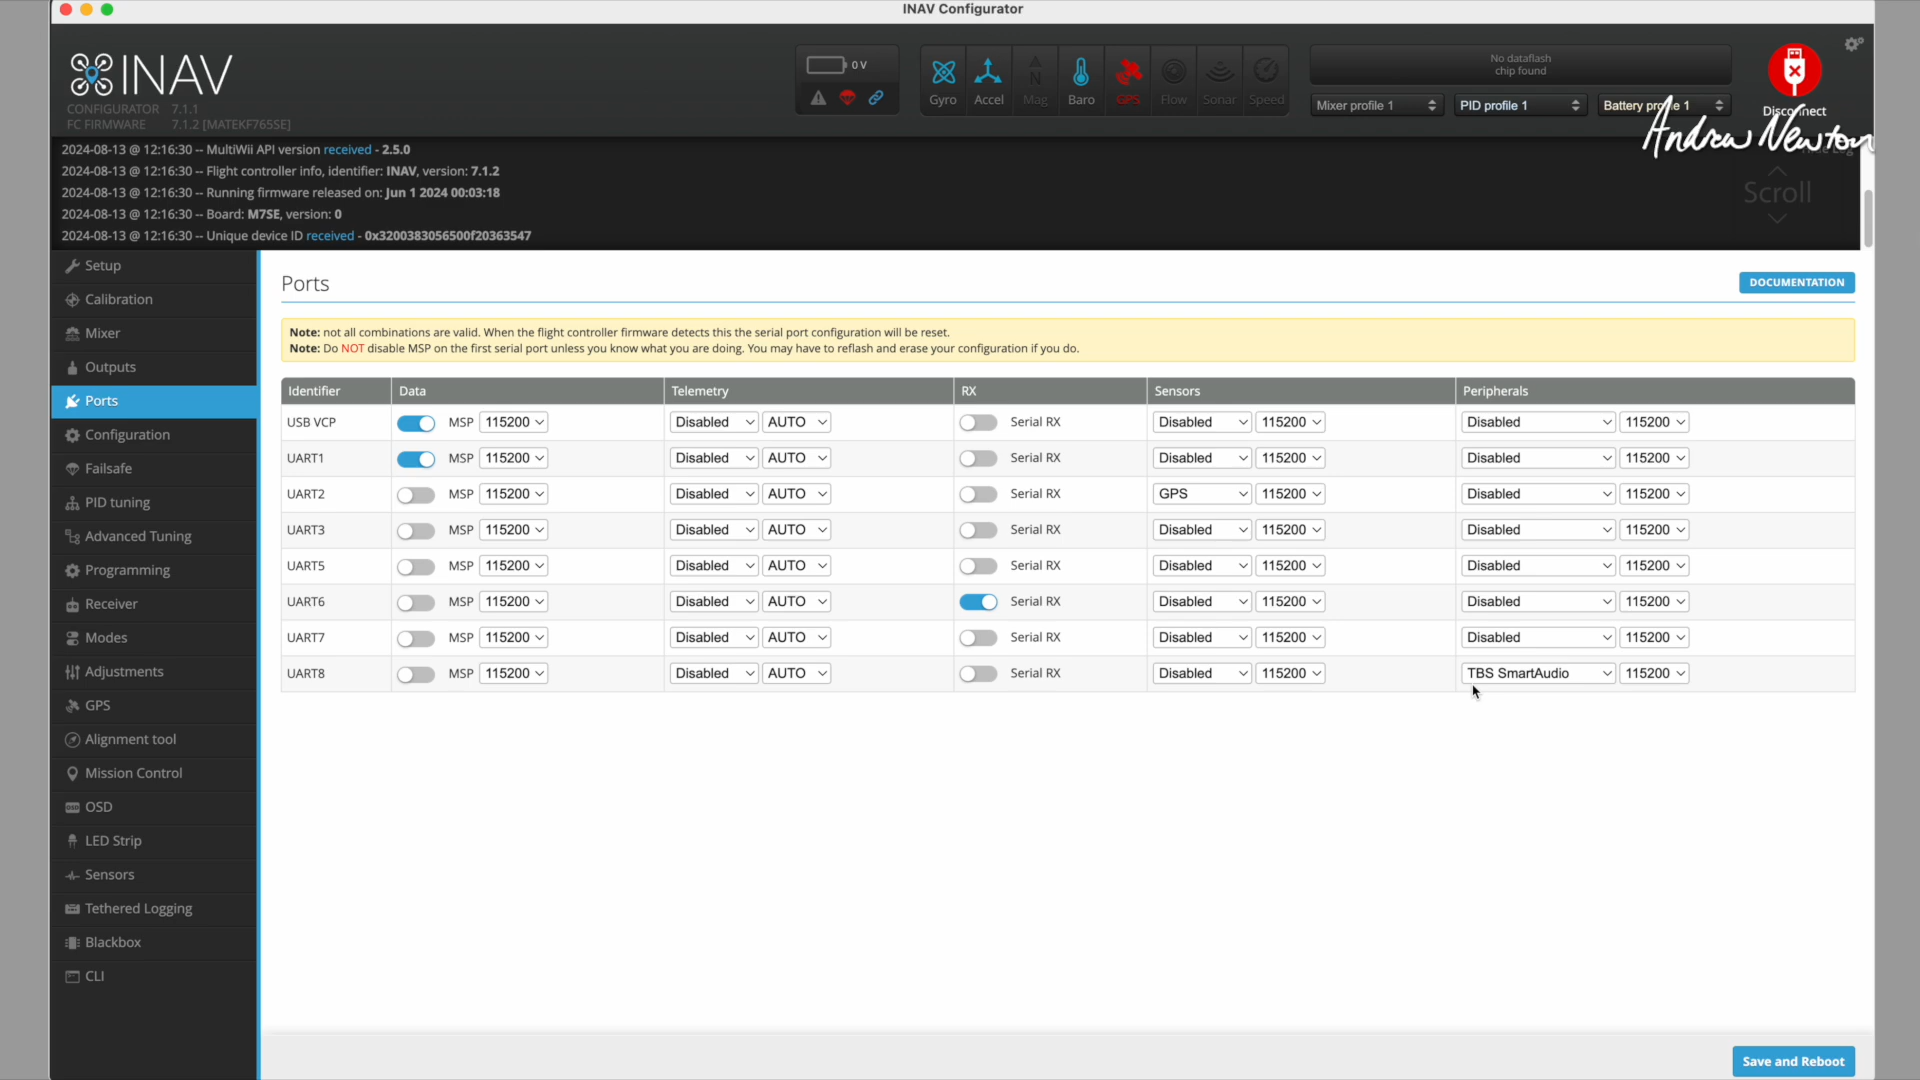 INAV Configurator
INAV
CONFIGURATOR 7.1.1
FC FIRMWARE 7.1.2 [MATEKF765SE]
0 V
Gyro
Accel
Mag
Baro
GPS
Flow
Sonar
Speed
No dataflash
chip found
Mixer profile 1
PID profile 1
Battery profile 1
Disconnect
Andrew Newton
2024-08-13 @ 12:16:30 -- MultiWii API version received - 2.5.0
2024-08-13 @ 12:16:30 -- Flight controller info, identifier: INAV, version: 7.1.2
2024-08-13 @ 12:16:30 -- Running firmware released on: Jun 1 2024 00:03:18
2024-08-13 @ 12:16:30 -- Board: M7SE, version: 0
2024-08-13 @ 12:16:30 -- Unique device ID received - 0x3200383056500f20363547
Scroll
Setup
Calibration
Mixer
Outputs
Ports
Configuration
Failsafe
PID tuning
Advanced Tuning
Programming
Receiver
Modes
Adjustments
GPS
Alignment tool
Mission Control
OSD
LED Strip
Sensors
Tethered Logging
Blackbox
CLI
Ports
DOCUMENTATION
Note: not all combinations are valid. When the flight controller firmware detects this the serial port configuration will be reset.
Note: Do NOT disable MSP on the first serial port unless you know what you are doing. You may have to reflash and erase your configuration if you do.
Identifier Data Telemetry RX Sensors Peripherals
USB VCP MSP 115200 Disabled AUTO Serial RX Disabled 115200 Disabled 115200
UART1 MSP 115200 Disabled AUTO Serial RX Disabled 115200 Disabled 115200
UART2 MSP 115200 Disabled AUTO Serial RX GPS 115200 Disabled 115200
UART3 MSP 115200 Disabled AUTO Serial RX Disabled 115200 Disabled 115200
UART5 MSP 115200 Disabled AUTO Serial RX Disabled 115200 Disabled 115200
UART6 MSP 115200 Disabled AUTO Serial RX Disabled 115200 Disabled 115200
UART7 MSP 115200 Disabled AUTO Serial RX Disabled 115200 Disabled 115200
UART8 MSP 115200 Disabled AUTO Serial RX Disabled 115200 TBS SmartAudio 115200
Save and Reboot